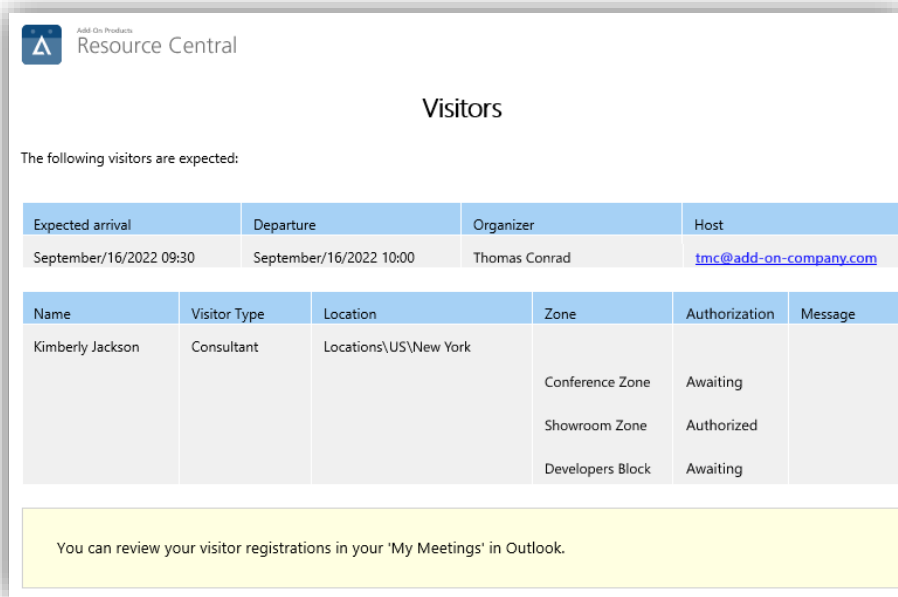 Add-On Products
Resource Central
Visitors
The following visitors are expected:
Expected arrival Departure Organizer Host
September/16/2022 09:30 September/16/2022 10:00 Thomas Conrad tmc@add-on-company.com
Name Visitor Type Location Zone Authorization Message
Kimberly Jackson Consultant Locations\US\New York
Conference Zone Awaiting
Showroom Zone Authorized
Developers Block Awaiting
You can review your visitor registrations in your 'My Meetings' in Outlook.